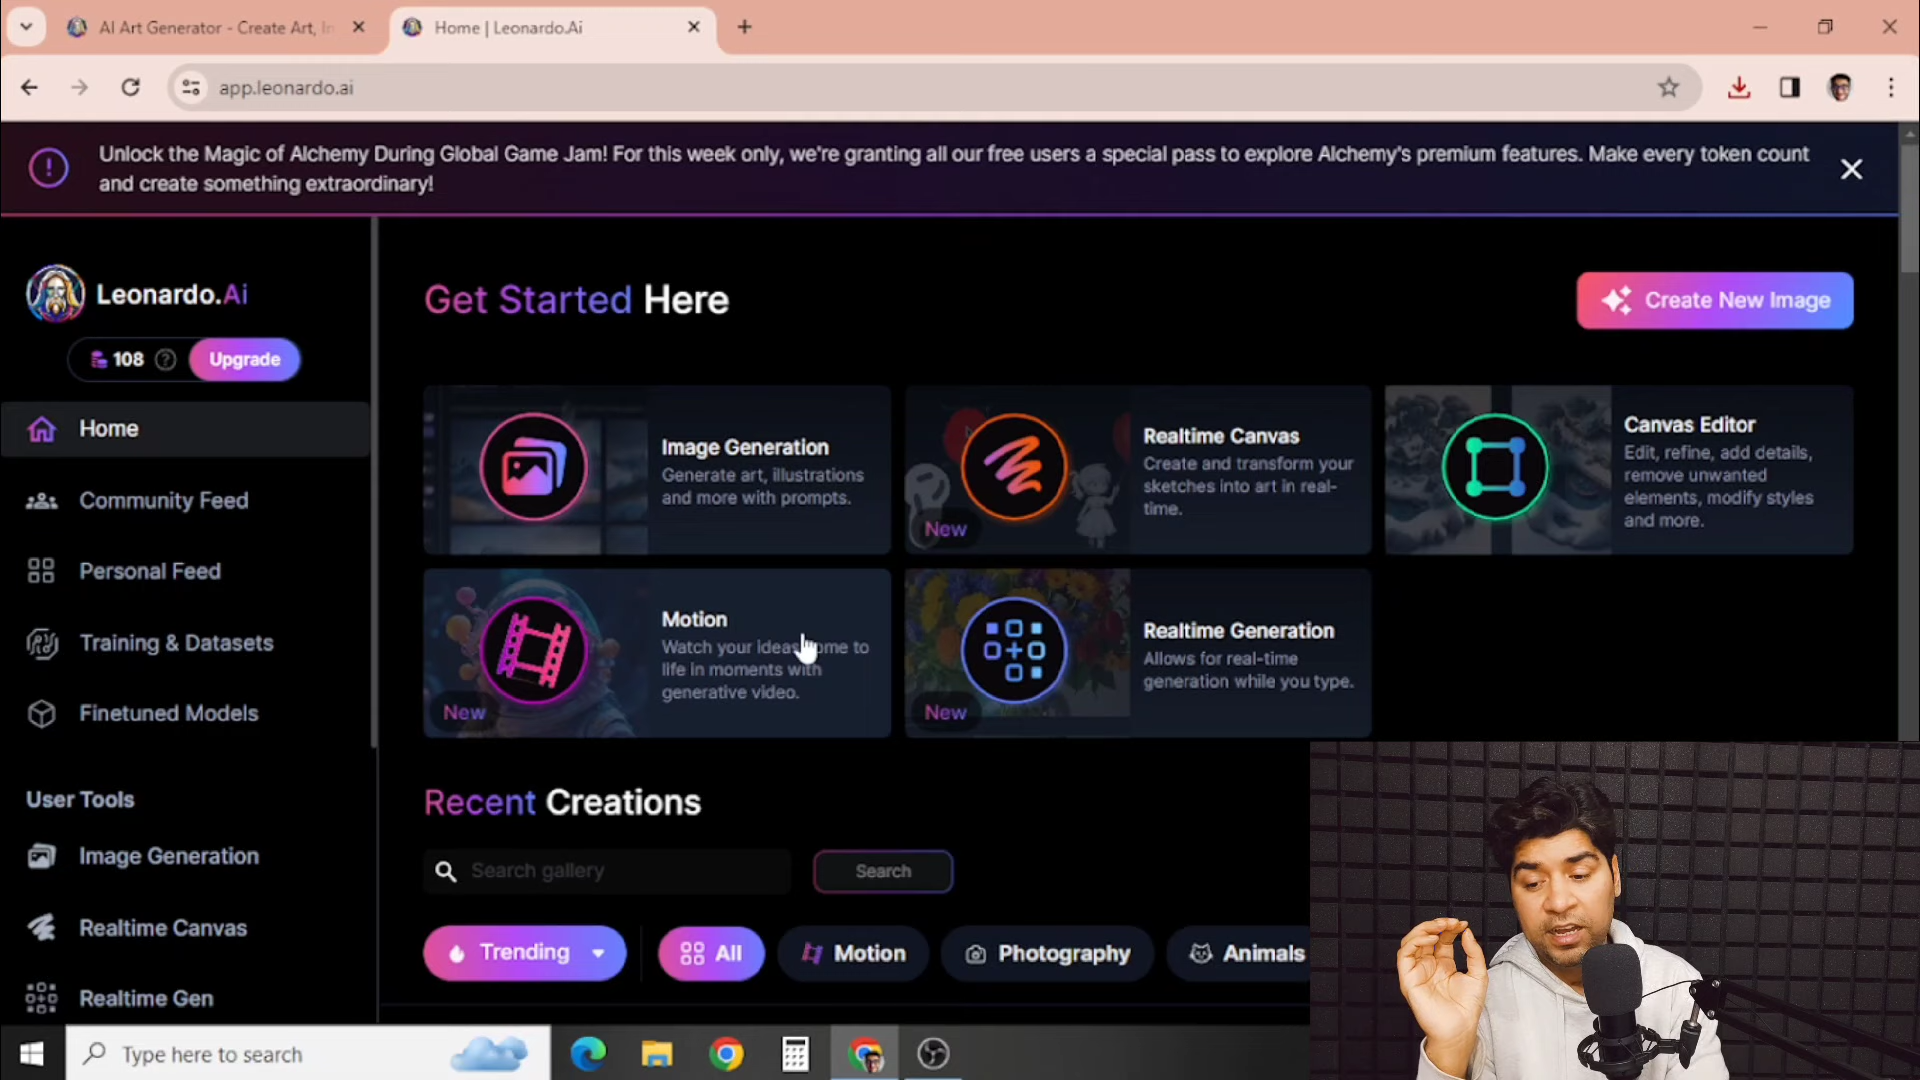 AI Art Generator - Create Art, In
Home | Leonardo.Ai
app.leonardo.ai
Unlock the Magic of Alchemy During Global Game Jam! For this week only, we're granting all our free users a special pass to explore Alchemy's premium features. Make every token count
and create something extraordinary!
Leonardo.Ai
108
Upgrade
Home
Community Feed
Personal Feed
Training & Datasets
Finetuned Models
User Tools
Image Generation
Realtime Canvas
Realtime Gen
Get Started Here
Create New Image
Image Generation
Generate art, illustrations
and more with prompts.
New
Realtime Canvas
Create and transform your
sketches into art in real-
time.
Canvas Editor
Edit, refine, add details,
remove unwanted
elements, modify styles
and more.
New
Motion
Watch your ideas come to
life in moments with
generative video.
New
Realtime Generation
Allows for real-time
generation while you type.
Recent Creations
Search gallery
Search
Trending
All
Motion
Photography
Animals
Type here to search